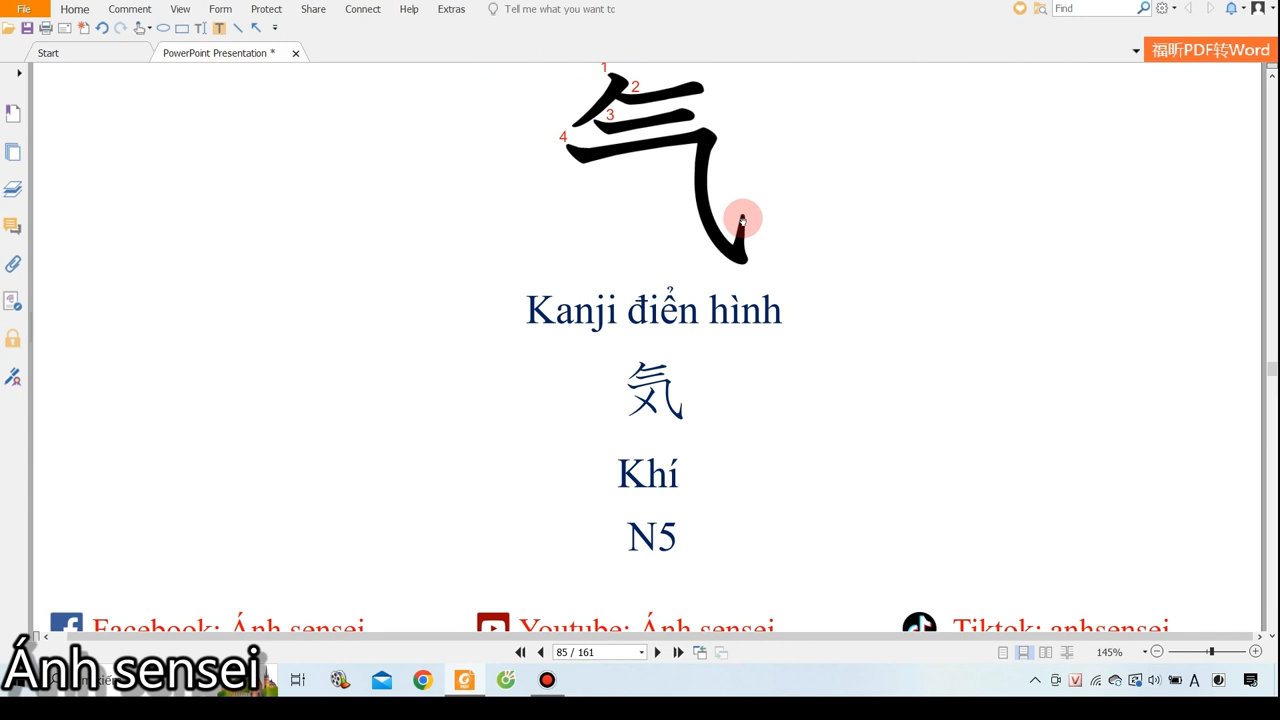 File Home Comment View Form Protect Share Connect Help Extras Tell me what you want to Find
Start PowerPoint Presentation * 福昕PDF转Word
1
2
3
4
气
Kanji điển hình
気
Khí
N5
Facebook: Ánh sensei Youtube: Ánh sensei Tiktok: anhsensei
85 / 161 145%
Ánh sensei